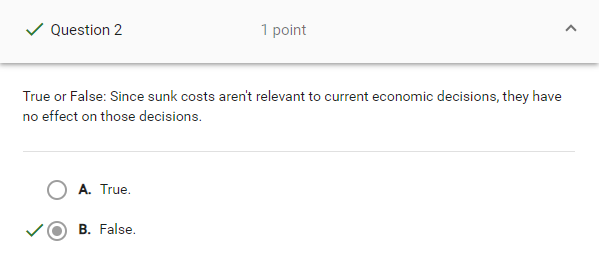 Question 2 1 point
True or False: Since sunk costs aren't relevant to current economic decisions, they have
no effect on those decisions.
A. True.
B. False.